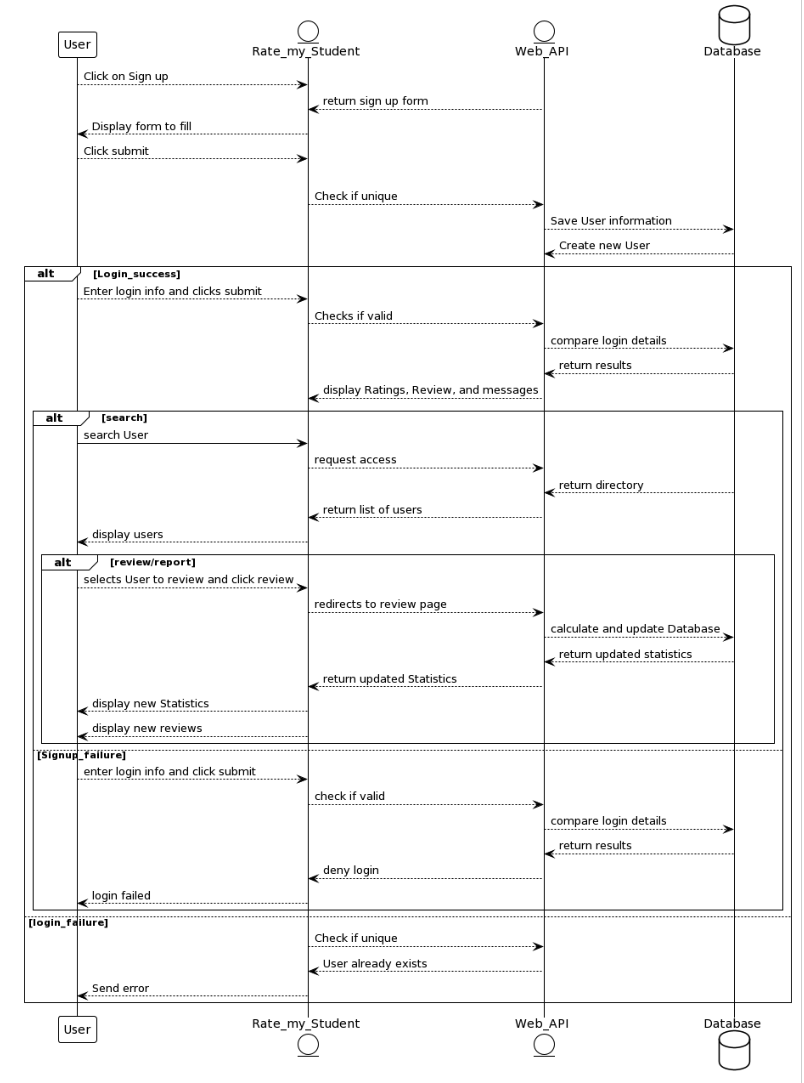 User
Rate_my_Student
Web_API
Database
Click on Sign up
return sign up form
Display form to fill
Click submit
Check if unique
Save User information
Create new User
alt [Login_success]
Enter login info and clicks submit
Checks if valid
compare login details
return results
display Ratings, Review, and messages
alt [search]
search User
request access
return directory
return list of users
display users
alt [review/report]
selects User to review and click review
redirects to review page
calculate and update Database
return updated statistics
return updated Statistics
display new Statistics
display new reviews
[Signup_failure]
enter login info and click submit
check if valid
compare login details
return results
deny login
login failed
[login_failure]
Check if unique
User already exists
Send error
User
Rate_my_Student
Web_API
Database